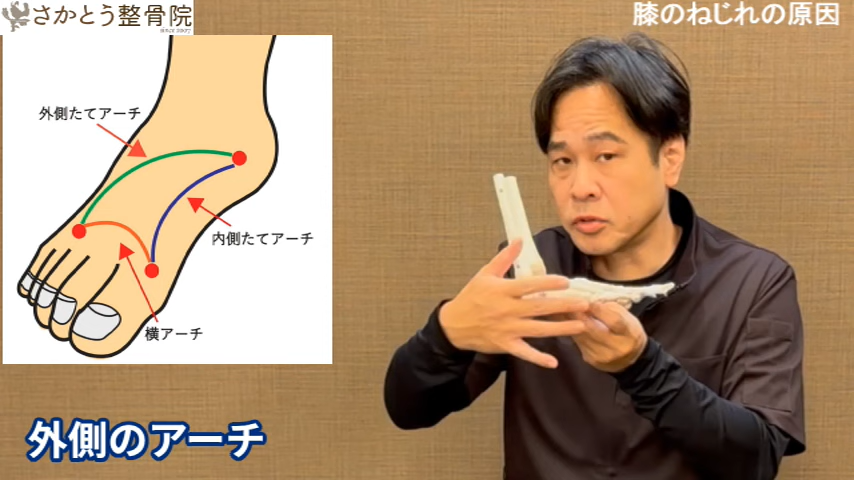 さかとう整骨院
since 2007
膝のねじれの原因
外側たてアーチ
内側たてアーチ
横アーチ
外側のアーチ